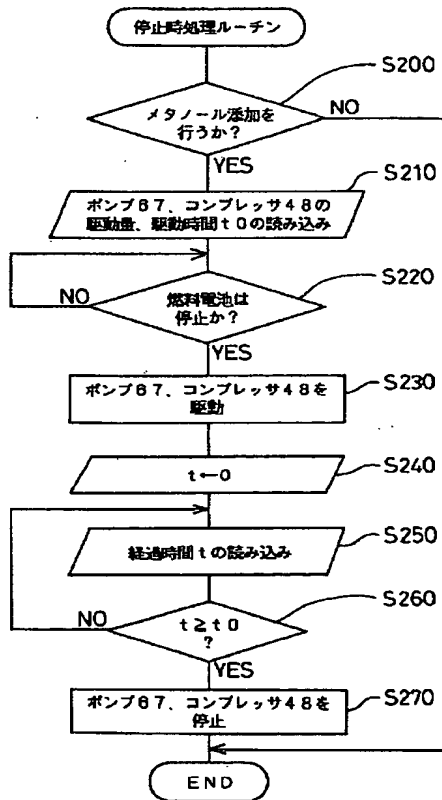 停止時処理ルーチン
S200
メタノール添加を
行うか？
NO
YES
S210
ポンプ６７、コンプレッサ４８の
駆動量、駆動時間ｔ０の読み込み
S220
燃料電池は
停止か？
NO
YES
S230
ポンプ６７、コンプレッサ４８を
駆動
S240
ｔ←０
S250
経過時間ｔの読み込み
S260
ｔ≧ｔ０
？
NO
YES
S270
ポンプ６７、コンプレッサ４８を
停止
END